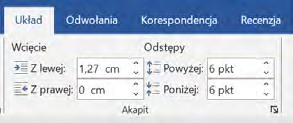 Układ Odwołania Korespondencja Recenzja
Wcięcie Odstępy
Z lewej: 1,27 cm Powyżej: 6 pkt
Z prawej: 0 cm Poniżej: 6 pkt
Akapit